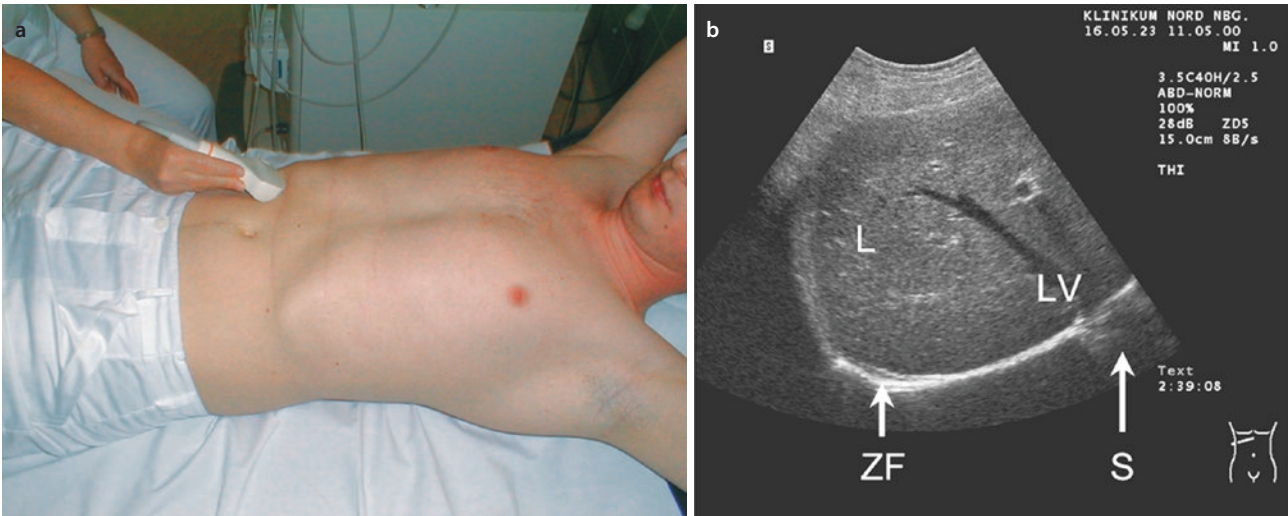 a
b
S
KLINIKUM NORD NBG.
16.05.23 11.05.00
MI 1.0
3.5C40H/2.5
ABD-NORM
100%
28dB ZD5
15.0cm 8B/s
THI
L
LV
Text
2:39:08
ZF
S